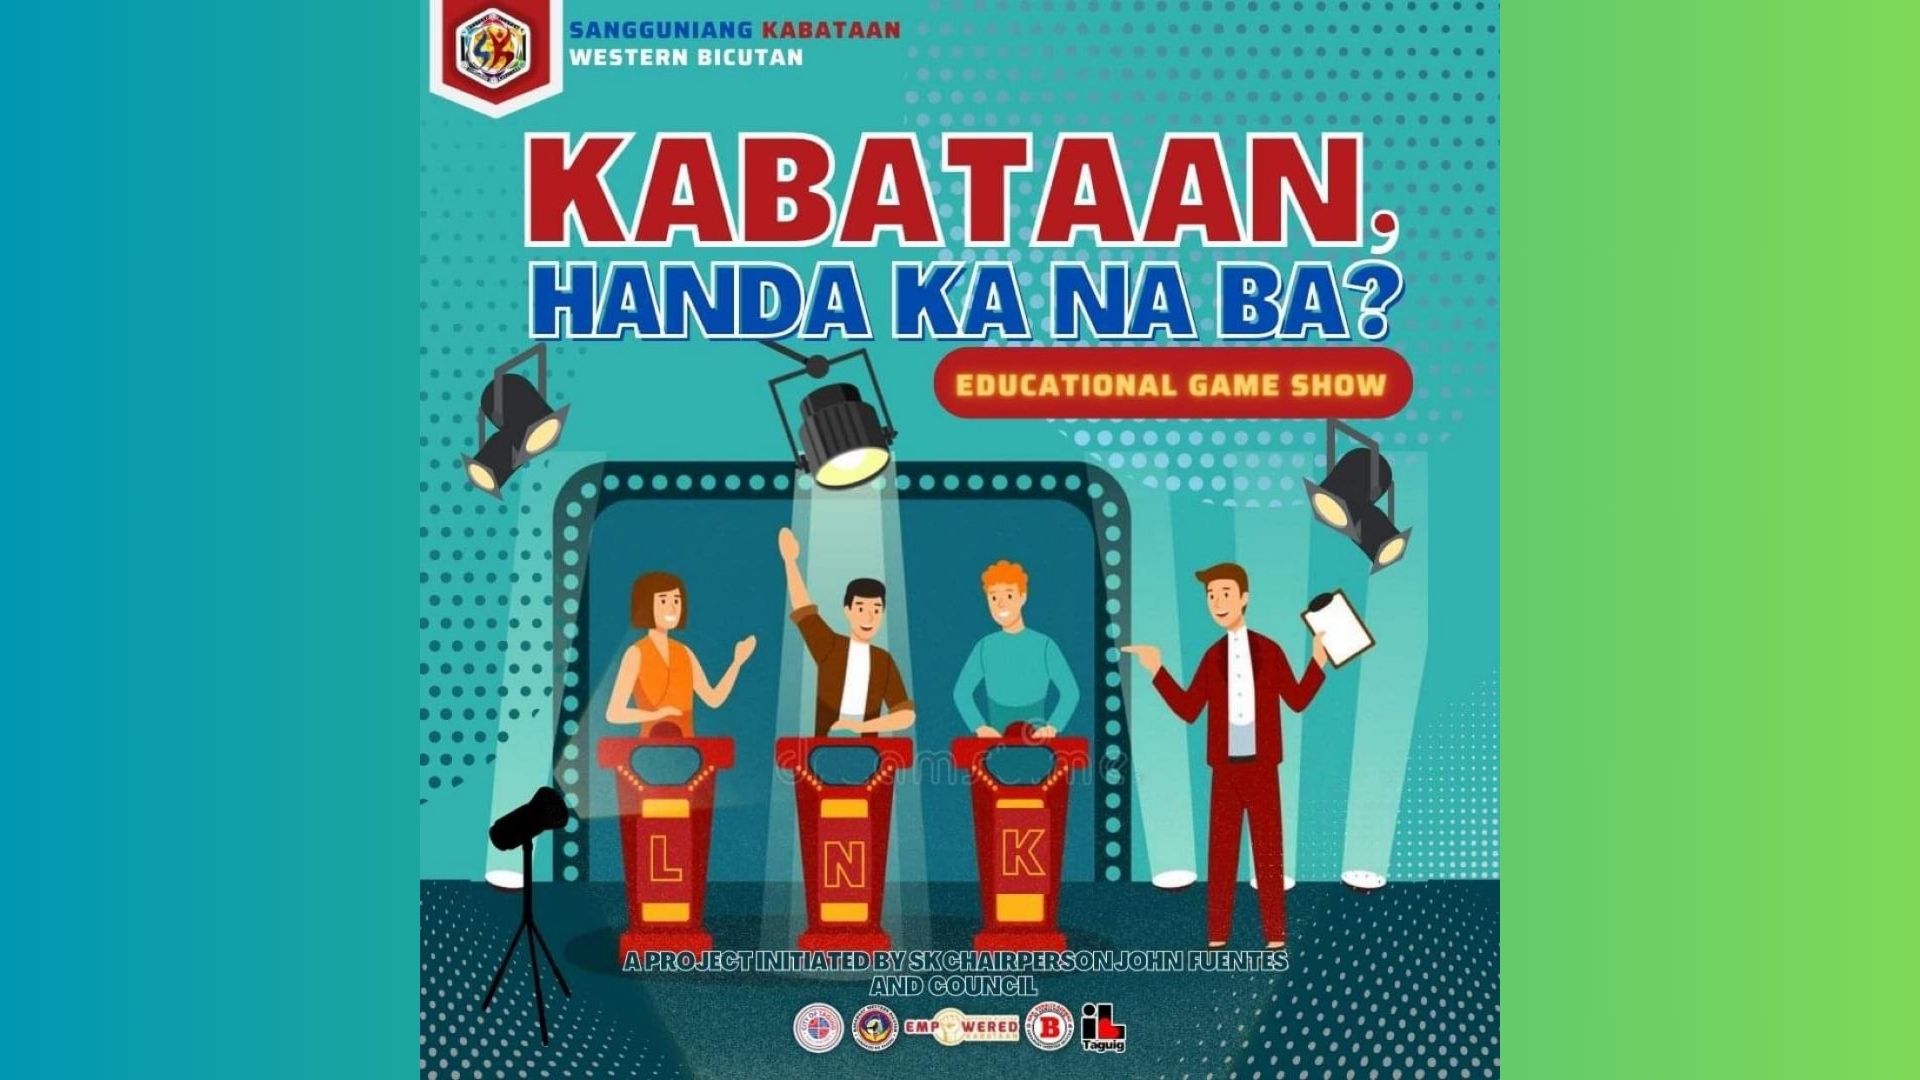 SANGGUNIANG KABATAAN
WESTERN BICUTAN
KABATAAN,
HANDA KA NA BA?
EDUCATIONAL GAME SHOW
L
N
K
A PROJECT INITIATED BY SK CHAIRPERSON JOHN FUENTES
AND COUNCIL
EMPOWERED
KABATAAN
B
iL
Taguig